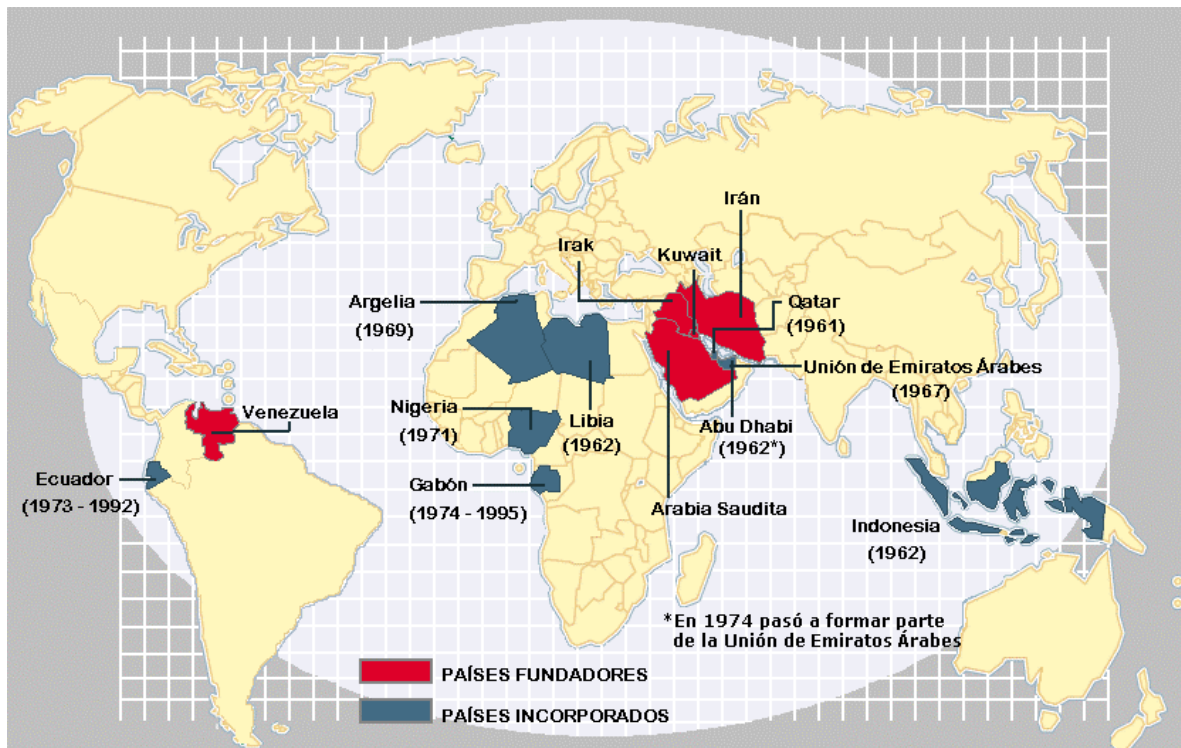 Irán
Irak
Kuwait
Argelia
(1969)
Qatar
(1961)
Unión de Emiratos Árabes
(1967)
Venezuela
Nigeria
(1971)
Libia
(1962)
Abu Dhabi
(1962*)
Ecuador
(1973 - 1992)
Gabón
(1974 - 1995)
Arabia Saudita
Indonesia
(1962)
*En 1974 pasó a formar parte
de la Unión de Emiratos Árabes
PAÍSES FUNDADORES
PAÍSES INCORPORADOS